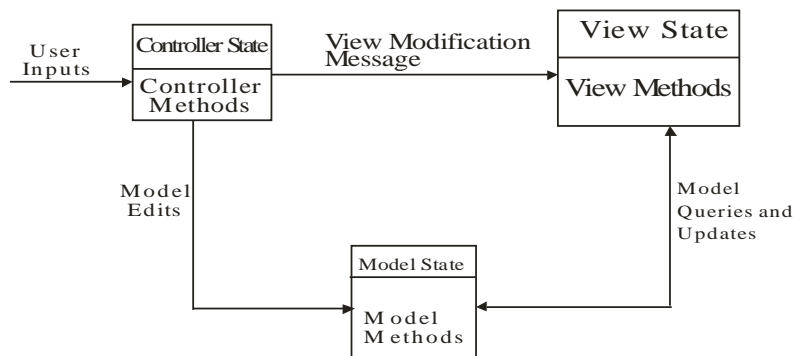 User
Inputs
Controller State
Controller
Methods
View Modification
Message
View State
View Methods
Model
Edits
Model
Queries and
Updates
Model State
Model
Methods